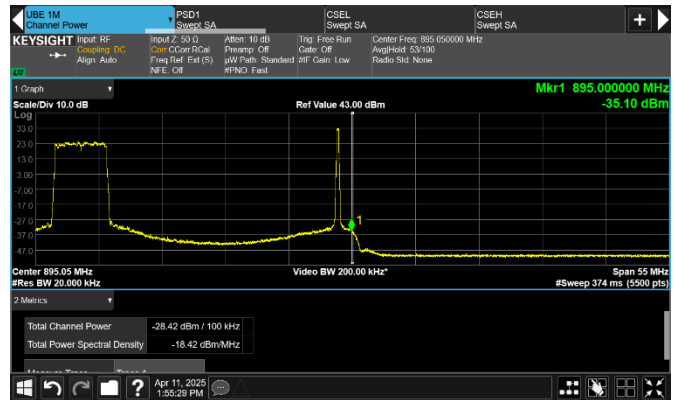 UBE 1M
Channel Power
PSD1
Swept SA
CSEL
Swept SA
CSEH
Swept SA
KEYSIGHT
Input: RF
Coupling: DC
Align: Auto
Input Z: 50 Ω
Corr CCorr RCal
Freq Ref: Ext (S)
NFE: Off
Atten: 10 dB
Preamp: Off
µW Path: Standard
#PNO: Fast
Trig: Free Run
Gate: Off
#IF Gain: Low
Center Freq: 895.050000 MHz
Avg|Hold: 53/100
Radio Std: None
LXI
1 Graph
Mkr1 895.000000 MHz
Scale/Div 10.0 dB
Ref Value 43.00 dBm
-35.10 dBm
Log
33.0
23.0
13.0
3.00
-7.00
-17.0
-27.0
1
-37.0
-47.0
Center 895.05 MHz
Video BW 200.00 kHz*
Span 55 MHz
#Res BW 20.000 kHz
#Sweep 374 ms (5500 pts)
2 Metrics
Total Channel Power
-28.42 dBm / 100 kHz
Total Power Spectral Density
-18.42 dBm/MHz
Measure Trace
Trace 1
?
Apr 11, 2025
1:55:29 PM